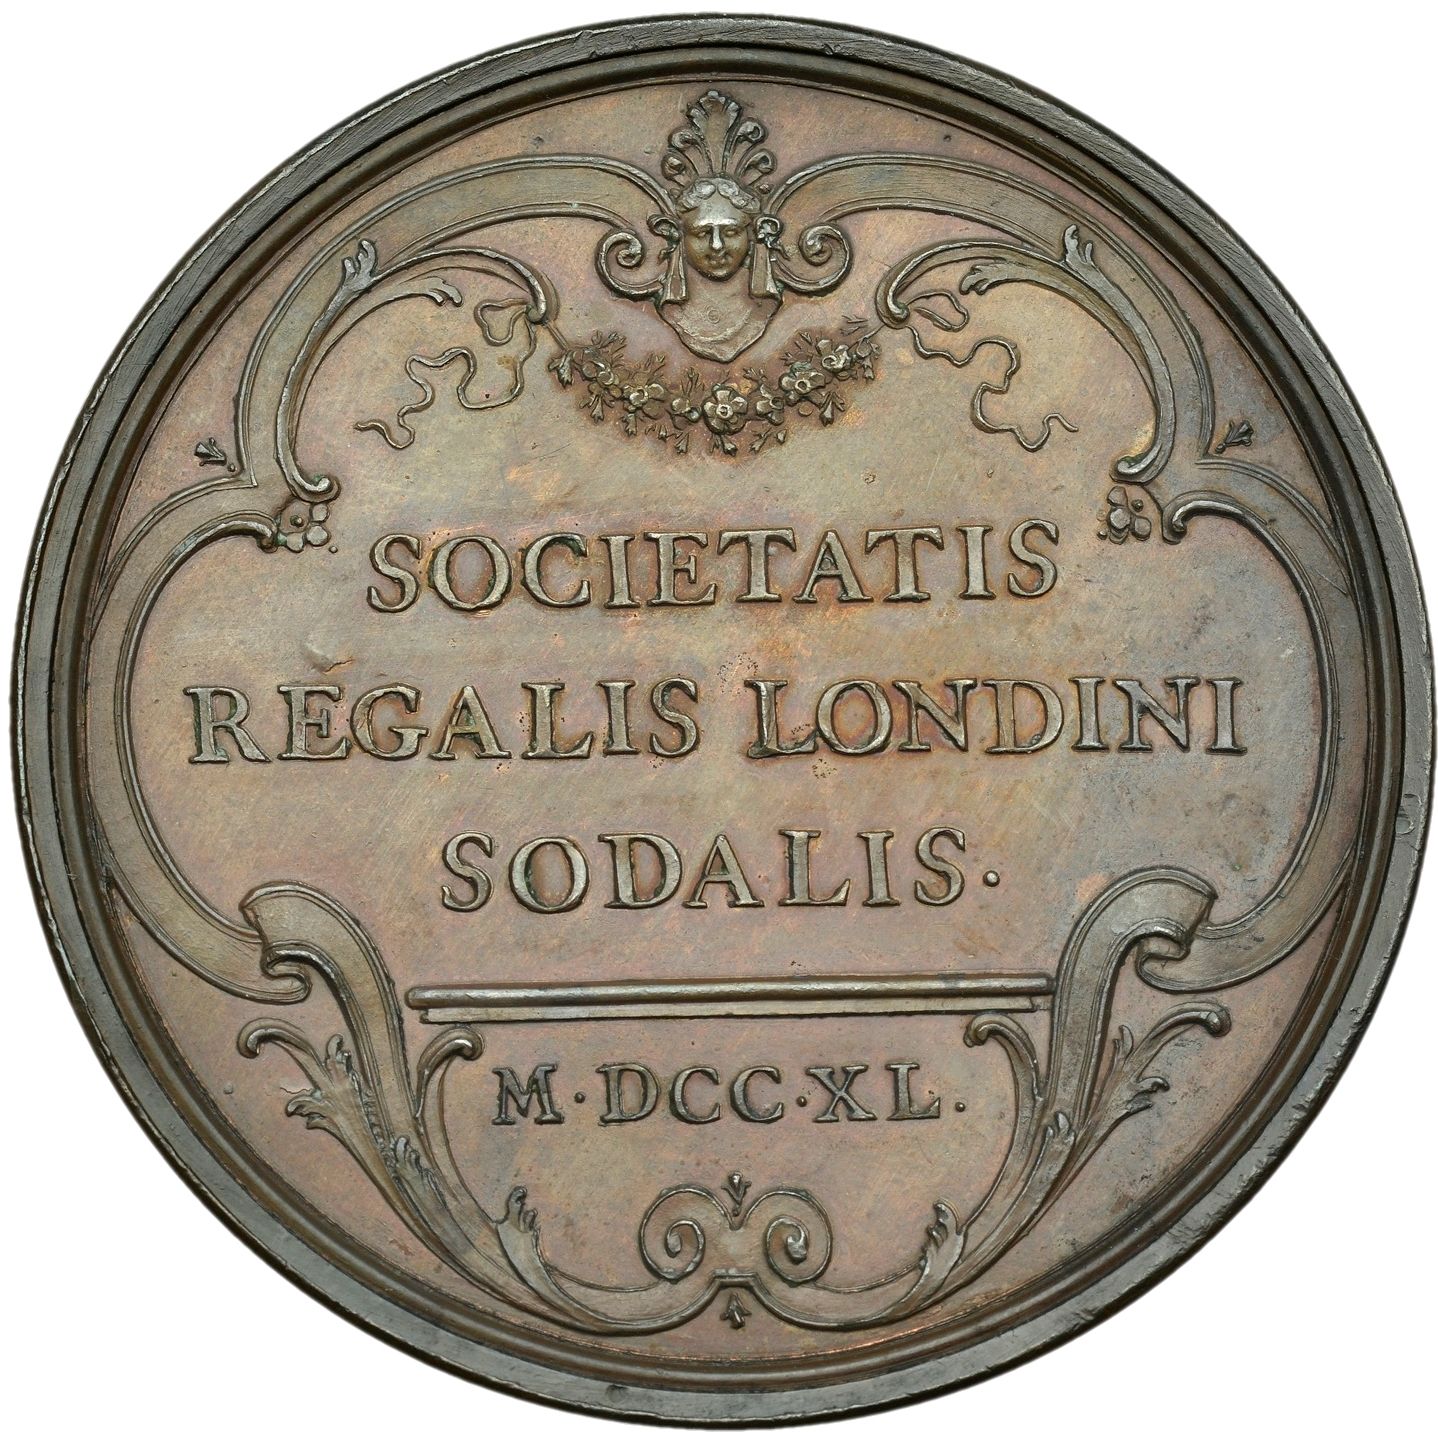 SOCIETATIS
REGALIS LONDINI
SODALIS.
M·DCC·XL.